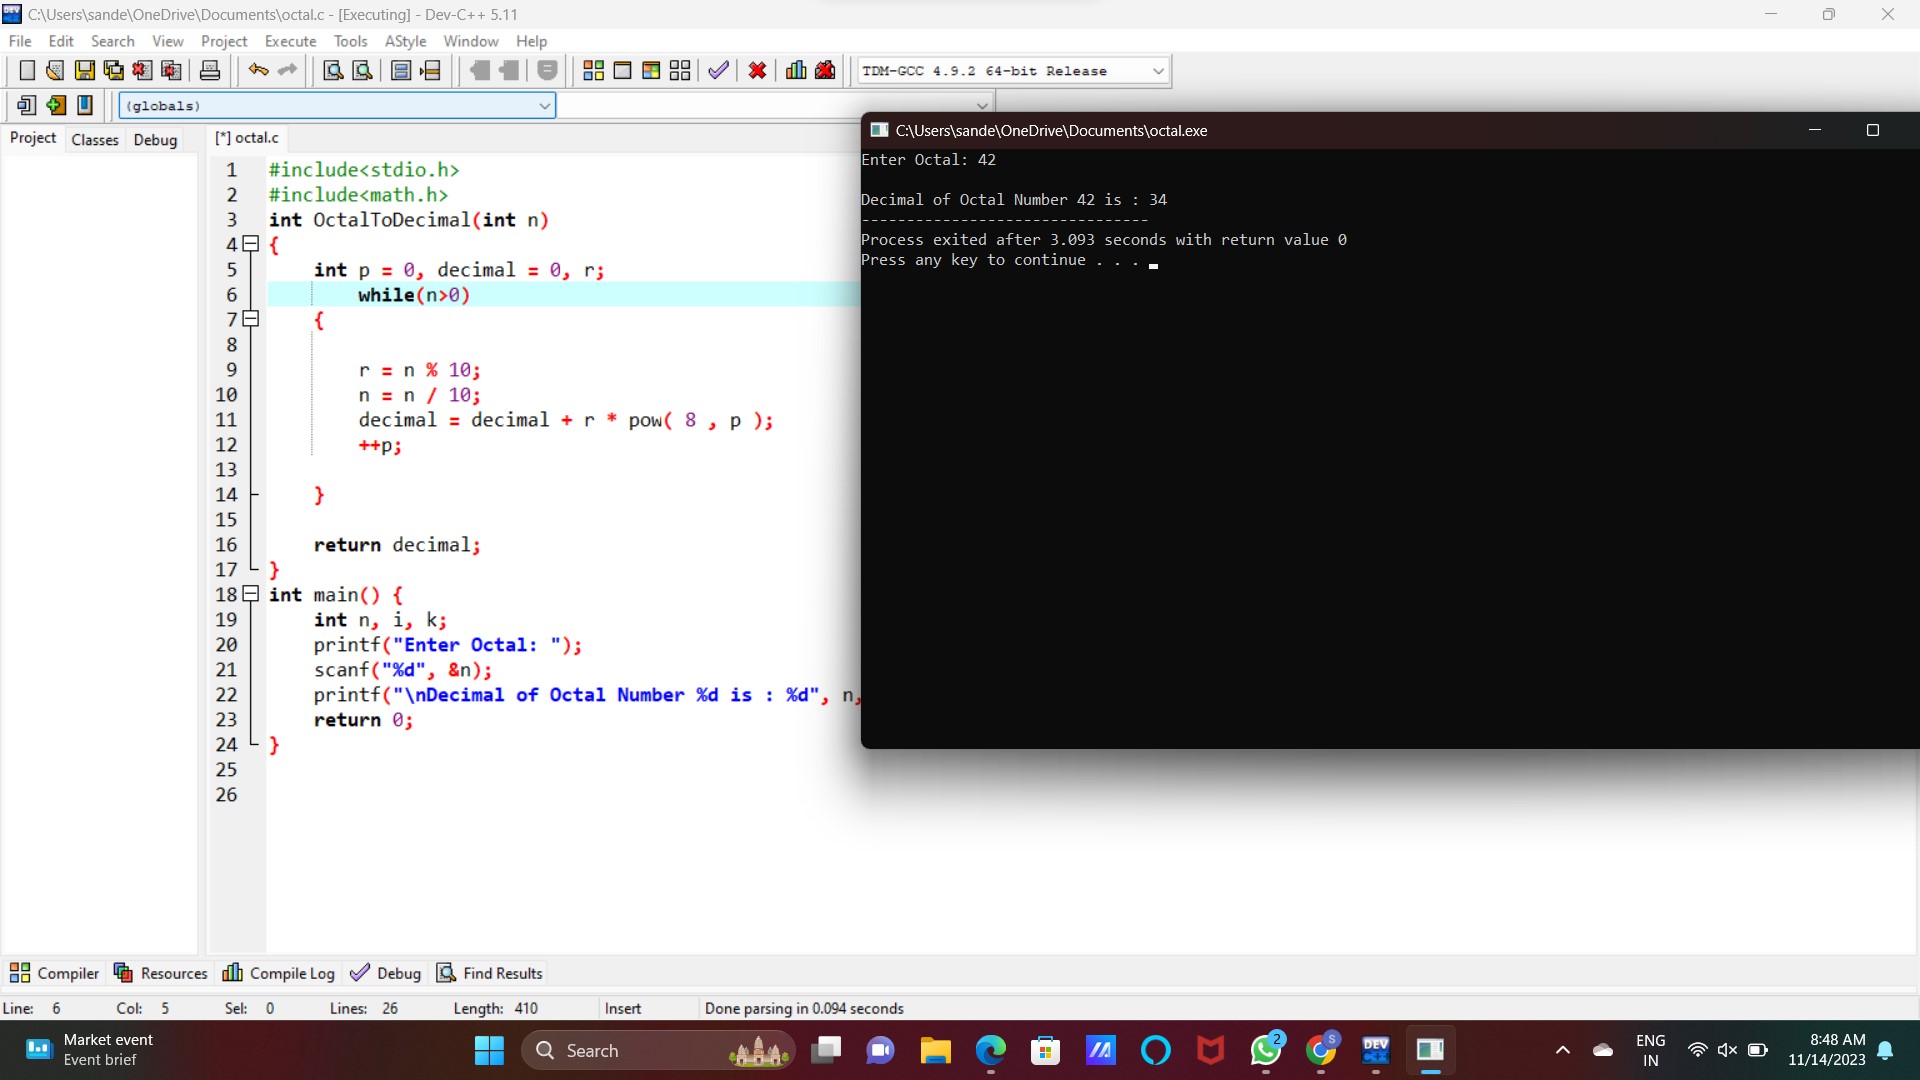 C:\Users\sande\OneDrive\Documents\octal.c - [Executing] - Dev-C++ 5.11
File Edit Search View Project Execute Tools AStyle Window Help
TDM-GCC 4.9.2 64-bit Release
(globals)
Project Classes Debug
[*] octal.c
1 #include<stdio.h>
2 #include<math.h>
3 int OctalToDecimal(int n)
4 {
5 int p = 0, decimal = 0, r;
6 while(n>0)
7 {
8
9 r = n % 10;
10 n = n / 10;
11 decimal = decimal + r * pow( 8 , p );
12 ++p;
13
14 }
15
16 return decimal;
17 }
18 int main() {
19 int n, i, k;
20 printf("Enter Octal: ");
21 scanf("%d", &n);
22 printf("\nDecimal of Octal Number %d is : %d", n,
23 return 0;
24 }
25
26
C:\Users\sande\OneDrive\Documents\octal.exe
Enter Octal: 42
Decimal of Octal Number 42 is : 34
--------------------------------
Process exited after 3.093 seconds with return value 0
Press any key to continue . . .
Compiler Resources Compile Log Debug Find Results
Line: 6 Col: 5 Sel: 0 Lines: 26 Length: 410 Insert Done parsing in 0.094 seconds
Market event
Event brief
Search
2
S
DEV
ENG
IN
8:48 AM
11/14/2023